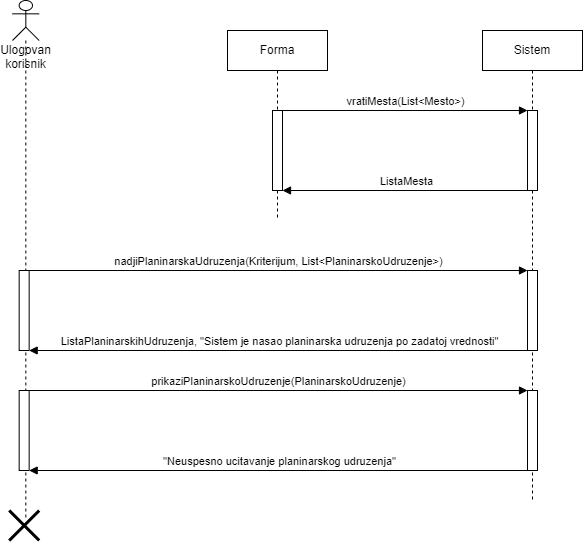 Ulogovan
korisnik
Forma
Sistem
vratiMesta(List<Mesto>)
ListaMesta
nadjiPlaninarskaUdruzenja(Kriterijum, List<PlaninarskoUdruzenje>)
ListaPlaninarskihUdruzenja, "Sistem je nasao planinarska udruzenja po zadatoj vrednosti"
prikaziPlaninarskoUdruzenje(PlaninarskoUdruzenje)
"Neuspesno ucitavanje planinarskog udruzenja"